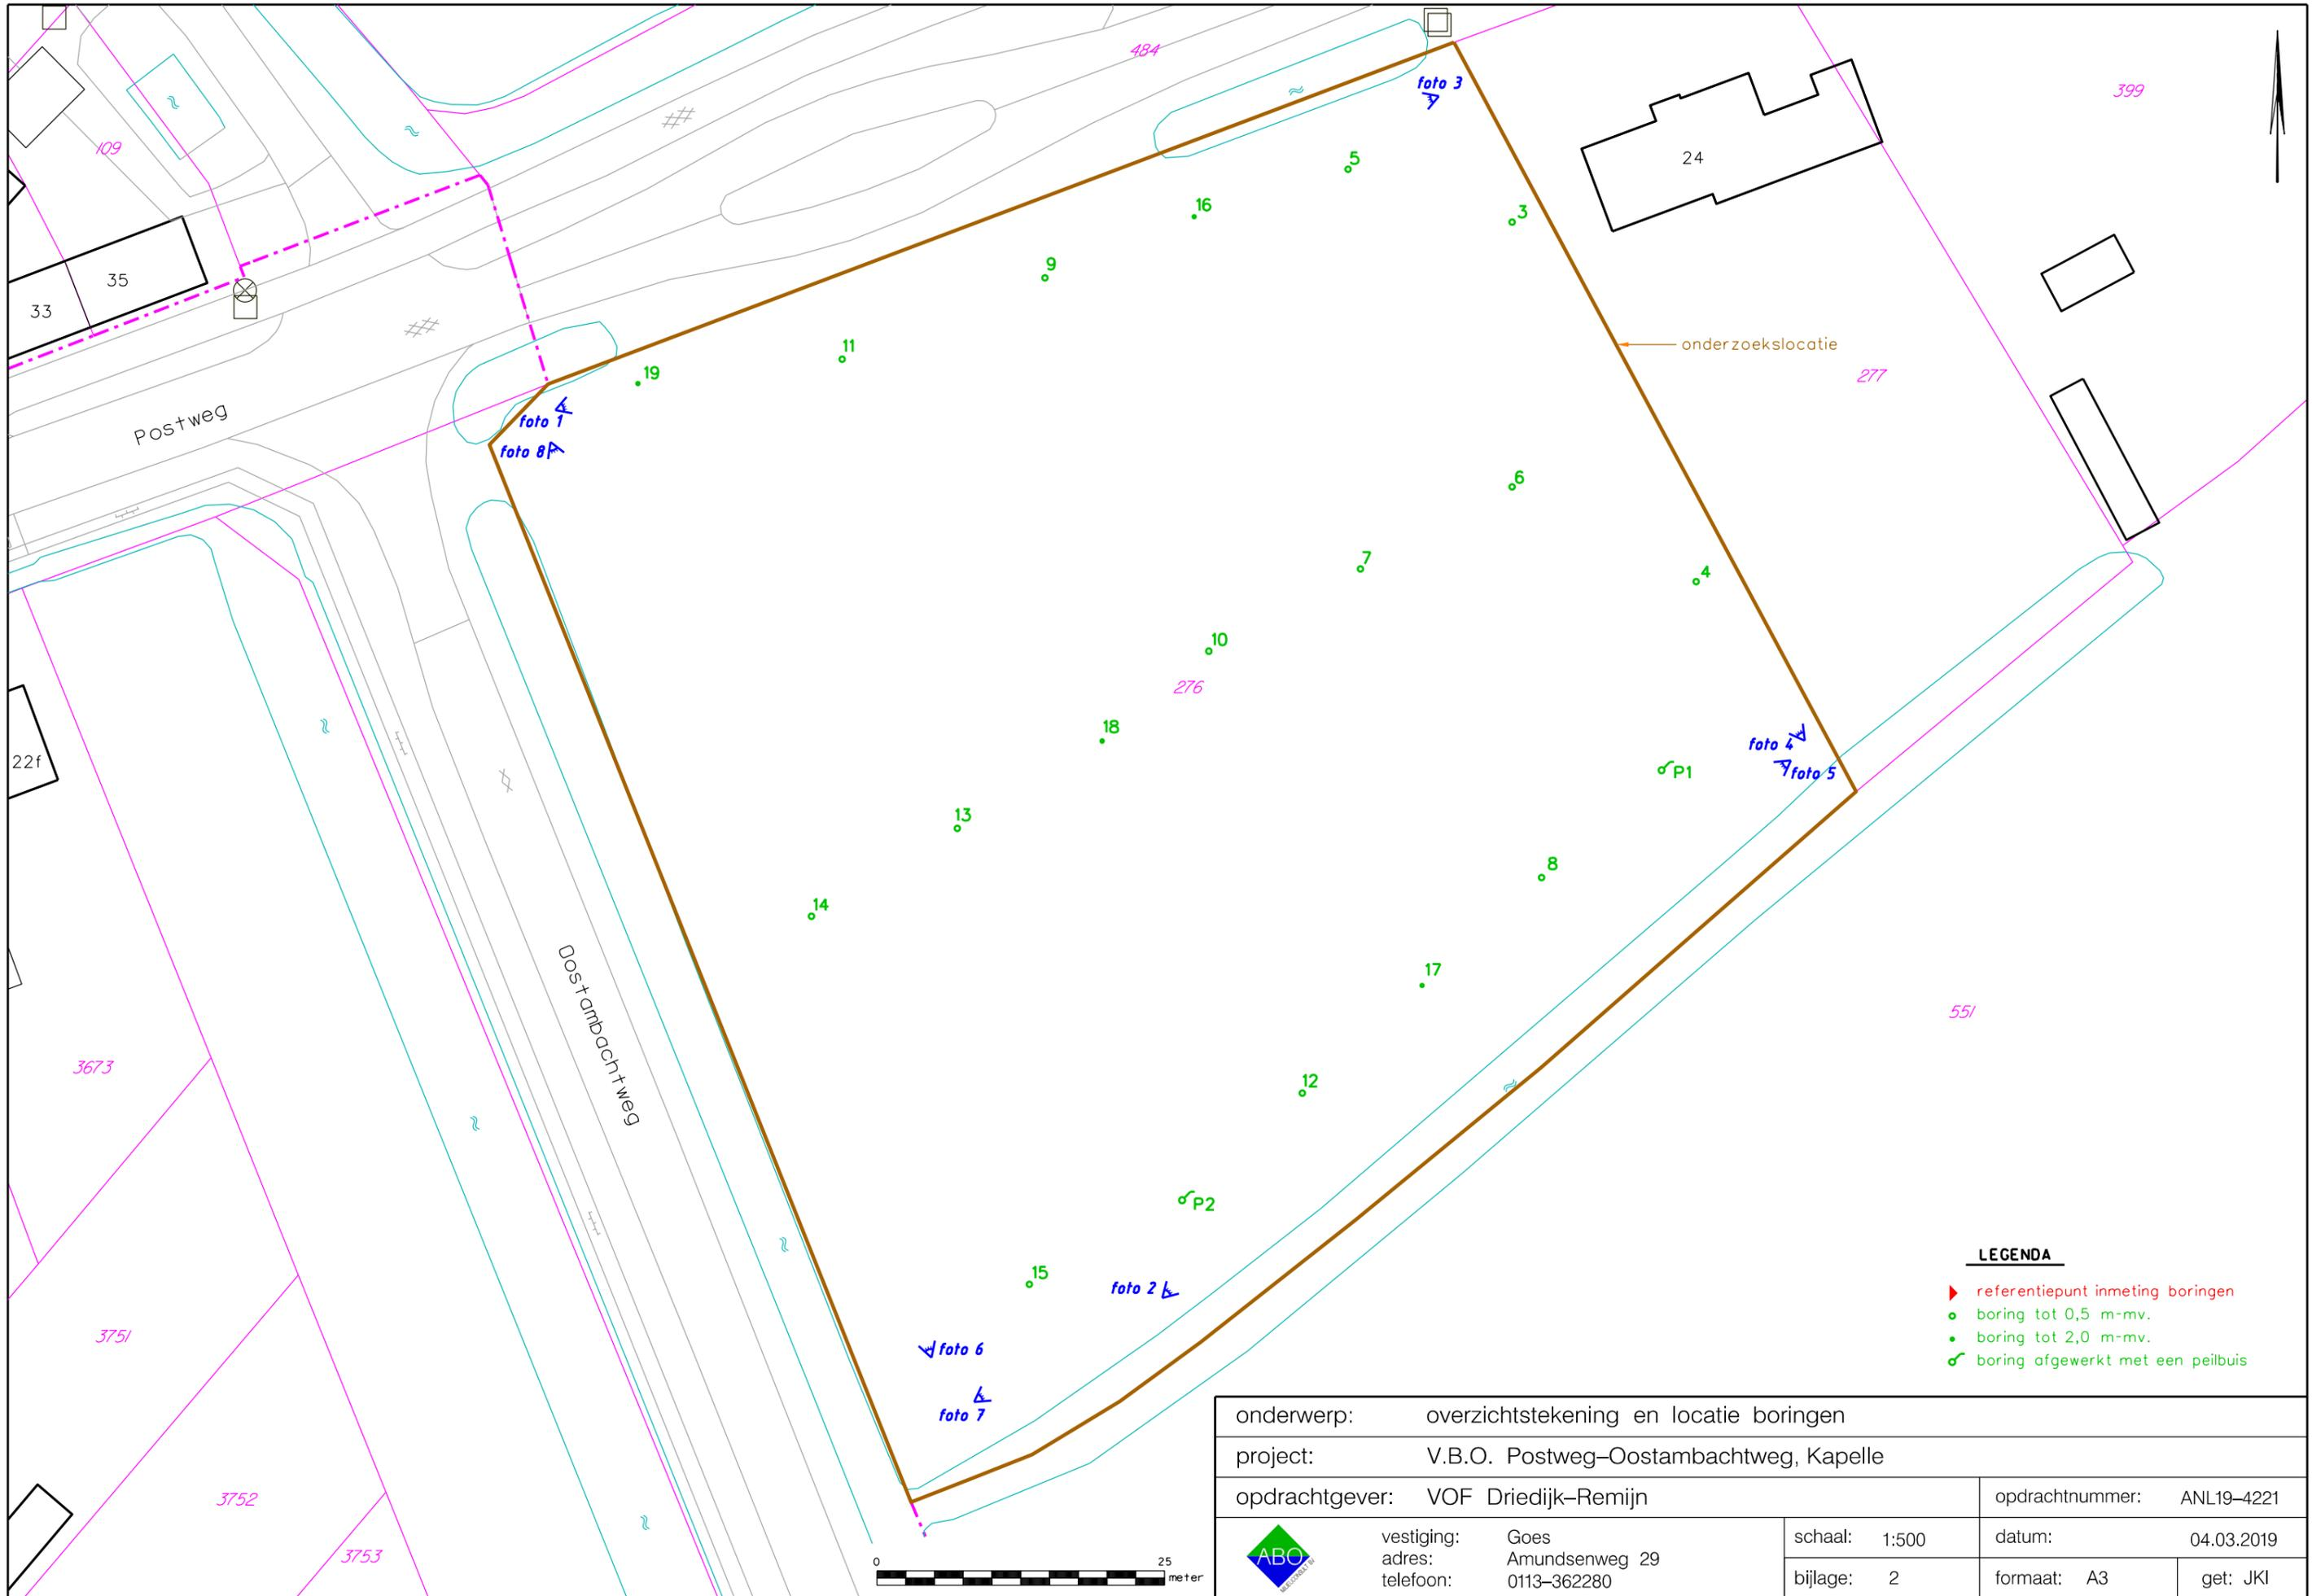 484
399
109
foto 3
24
5
16
3
35
33
9
onderzoekslocatie
11
19
277
Postweg
foto 1
foto 8
6
7
4
10
276
18
foto 4
foto 5
P1
22f
13
8
14
17
Oostambachtweg
551
3673
12
P2
15
foto 2
foto 6
foto 7
3751
3752
3753
LEGENDA
referentiepunt inmeting boringen
boring tot 0,5 m-mv.
boring tot 2,0 m-mv.
boring afgewerkt met een peilbuis
0 25
meter
onderwerp: overzichtstekening en locatie boringen
project: V.B.O. Postweg–Oostambachtweg, Kapelle
opdrachtgever: VOF Driedijk–Remijn opdrachtnummer: ANL19–4221
ABO
MILIEUCONSULT BV
vestiging: Goes schaal: 1:500 datum: 04.03.2019
adres: Amundsenweg 29
telefoon: 0113–362280 bijlage: 2 formaat: A3 get: JKI